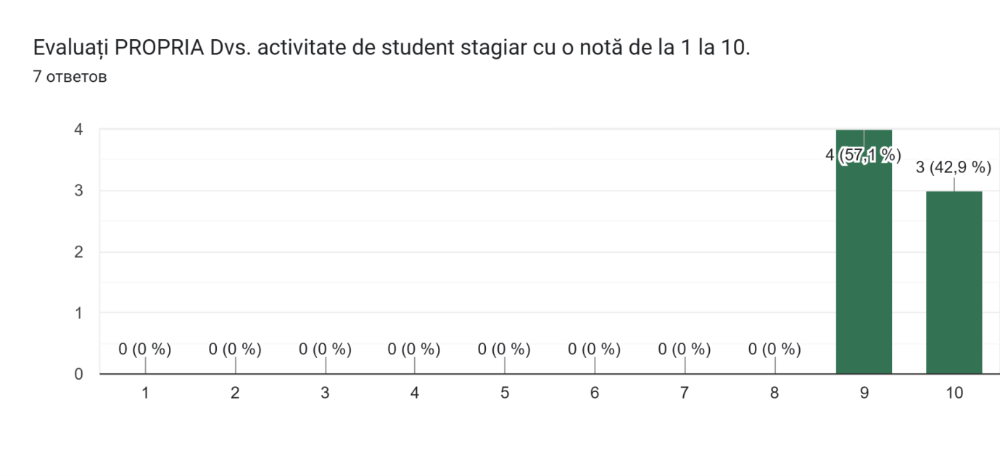 Evaluați PROPRIA Dvs. activitate de student stagiar cu o notă de la 1 la 10.
7 ответов
4
4 (57,1 %)
3 (42,9 %)
3
2
1
0 (0 %) 0 (0 %) 0 (0 %) 0 (0 %) 0 (0 %) 0 (0 %) 0 (0 %) 0 (0 %)
0
1 2 3 4 5 6 7 8 9 10